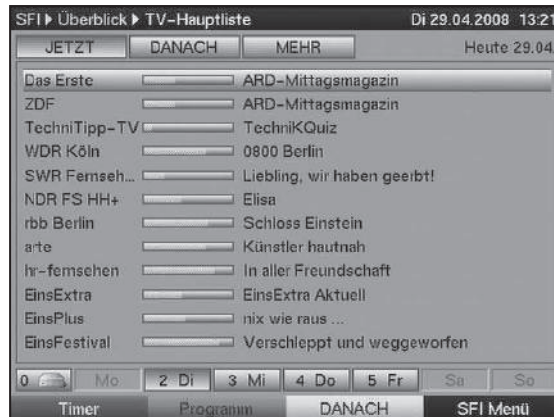 SFI ▶ Überblick ▶ TV-Hauptliste Di 29.04.2008 13:21
JETZT DANACH MEHR Heute 29.04
Das Erste ARD-Mittagsmagazin
ZDF ARD-Mittagsmagazin
TechniTipp-TV TechniKQuiz
WDR Köln 0800 Berlin
SWR Fernseh... Liebling, wir haben geerbt!
NDR FS HH+ Elisa
rbb Berlin Schloss Einstein
arte Künstler hautnah
hr-fernsehen In aller Freundschaft
EinsExtra EinsExtra Aktuell
EinsPlus nix wie raus ...
EinsFestival Verschleppt und weggeworfen
0 Mo 2 Di 3 Mi 4 Do 5 Fr Sa So
Timer Programm DANACH SFI Menü